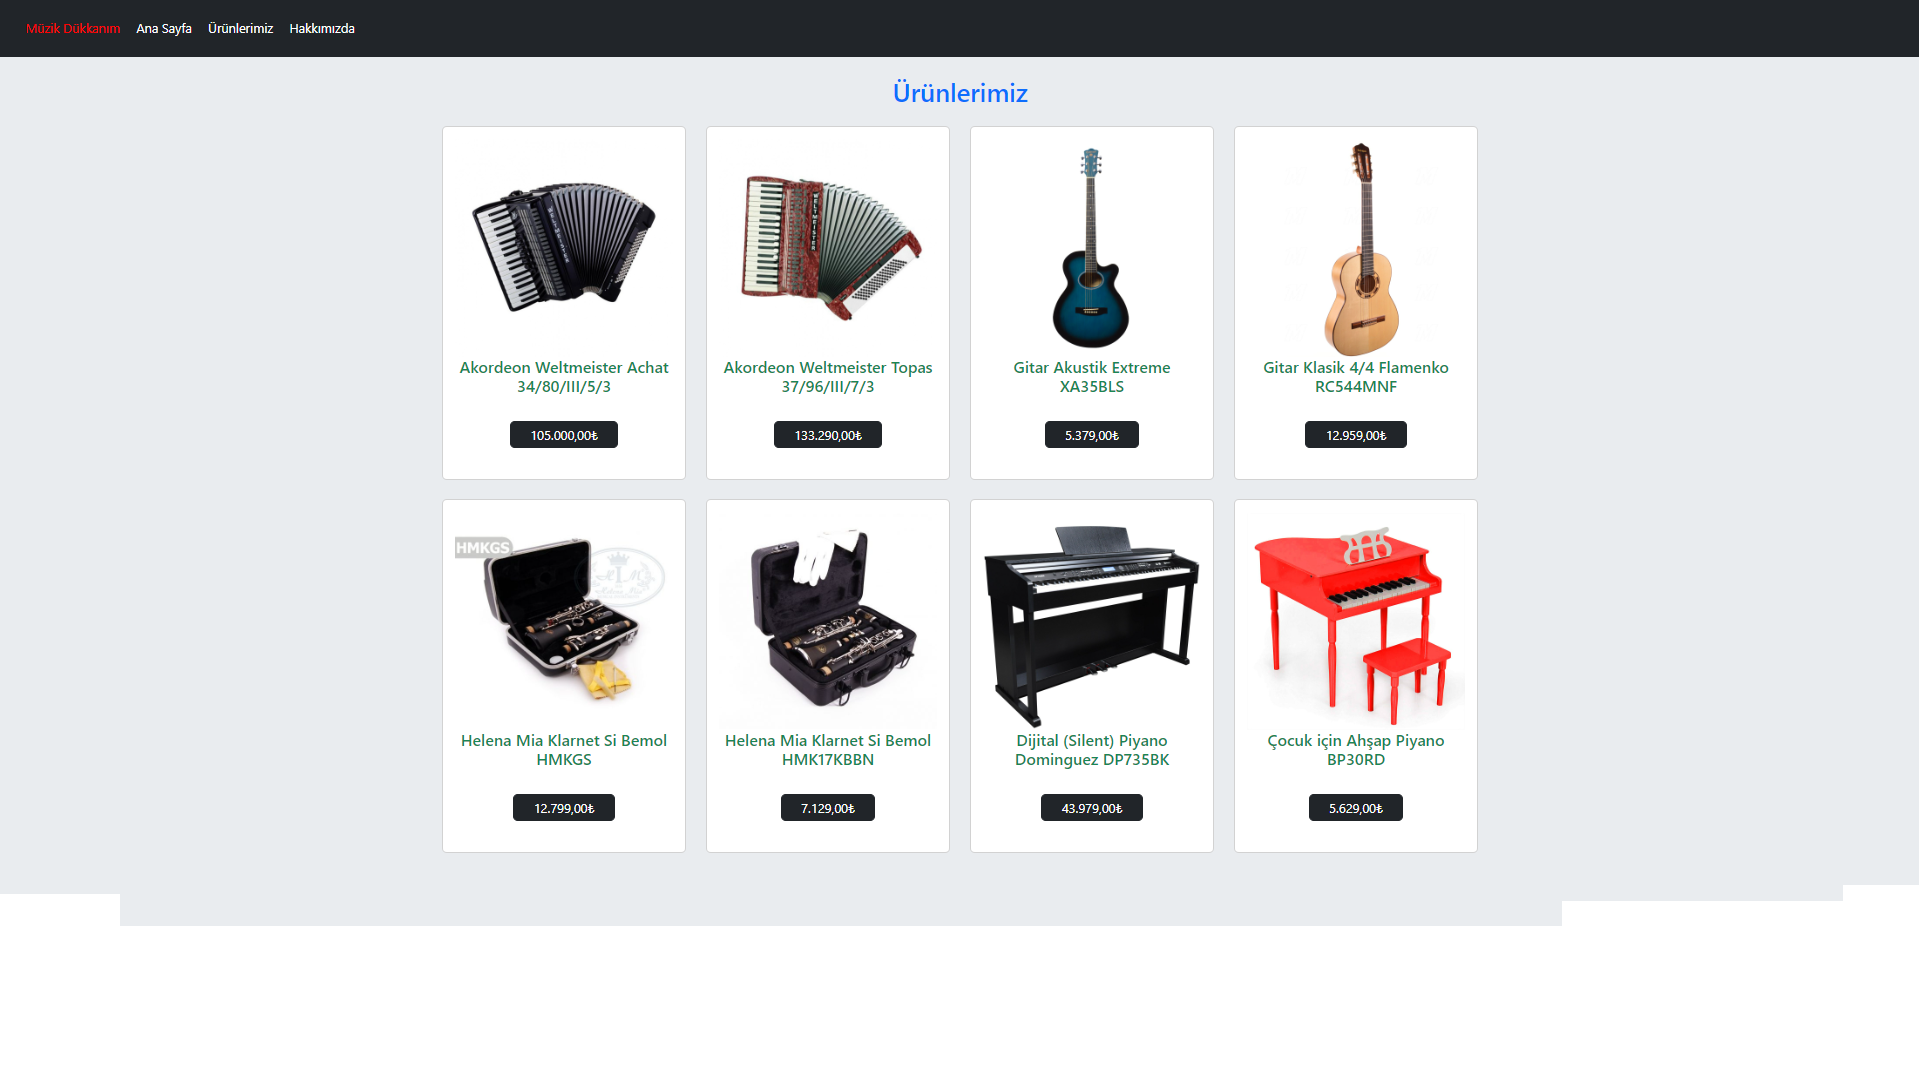 Müzik Dükkanım Ana Sayfa Ürünlerimiz Hakkımızda
Ürünlerimiz
WELTMEISTER
Akordeon Weltmeister Achat
34/80/III/5/3
105.000,00₺
Akordeon Weltmeister Topas
37/96/III/7/3
133.290,00₺
Gitar Akustik Extreme
XA35BLS
5.379,00₺
Gitar Klasik 4/4 Flamenko
RC544MNF
12.959,00₺
HMKGS
HLM
Helena Mia Klarnet Si Bemol
HMKGS
12.799,00₺
Helena Mia Klarnet Si Bemol
HMK17KBBN
7.129,00₺
Dijital (Silent) Piyano
Dominguez DP735BK
43.979,00₺
Çocuk için Ahşap Piyano
BP30RD
5.629,00₺